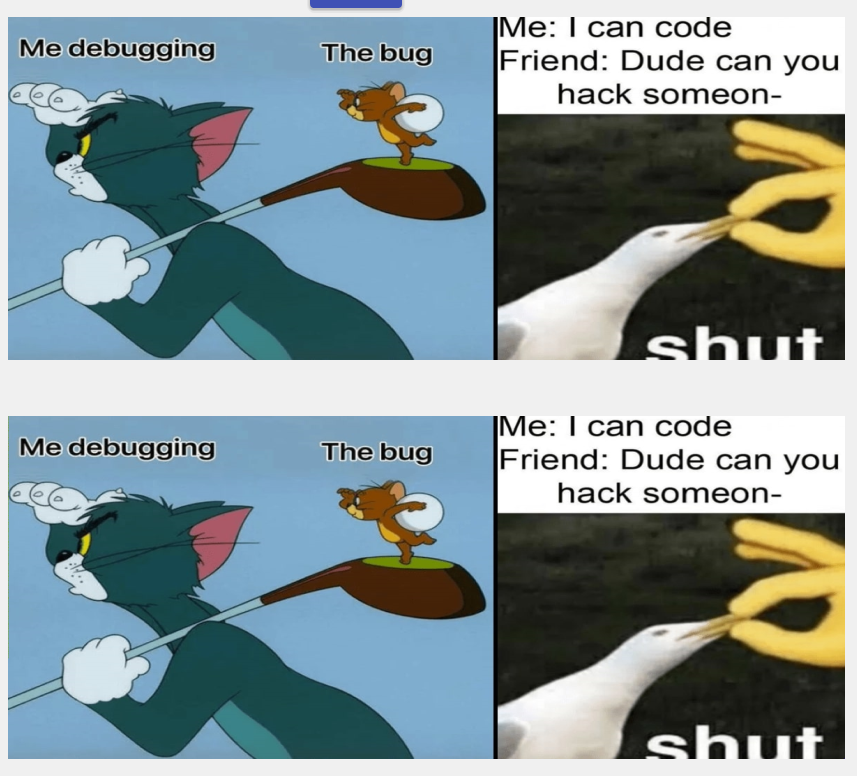 Me debugging
The bug
Me: I can code
Friend: Dude can you
hack someon-
shut
Me debugging
The bug
Me: I can code
Friend: Dude can you
hack someon-
shut